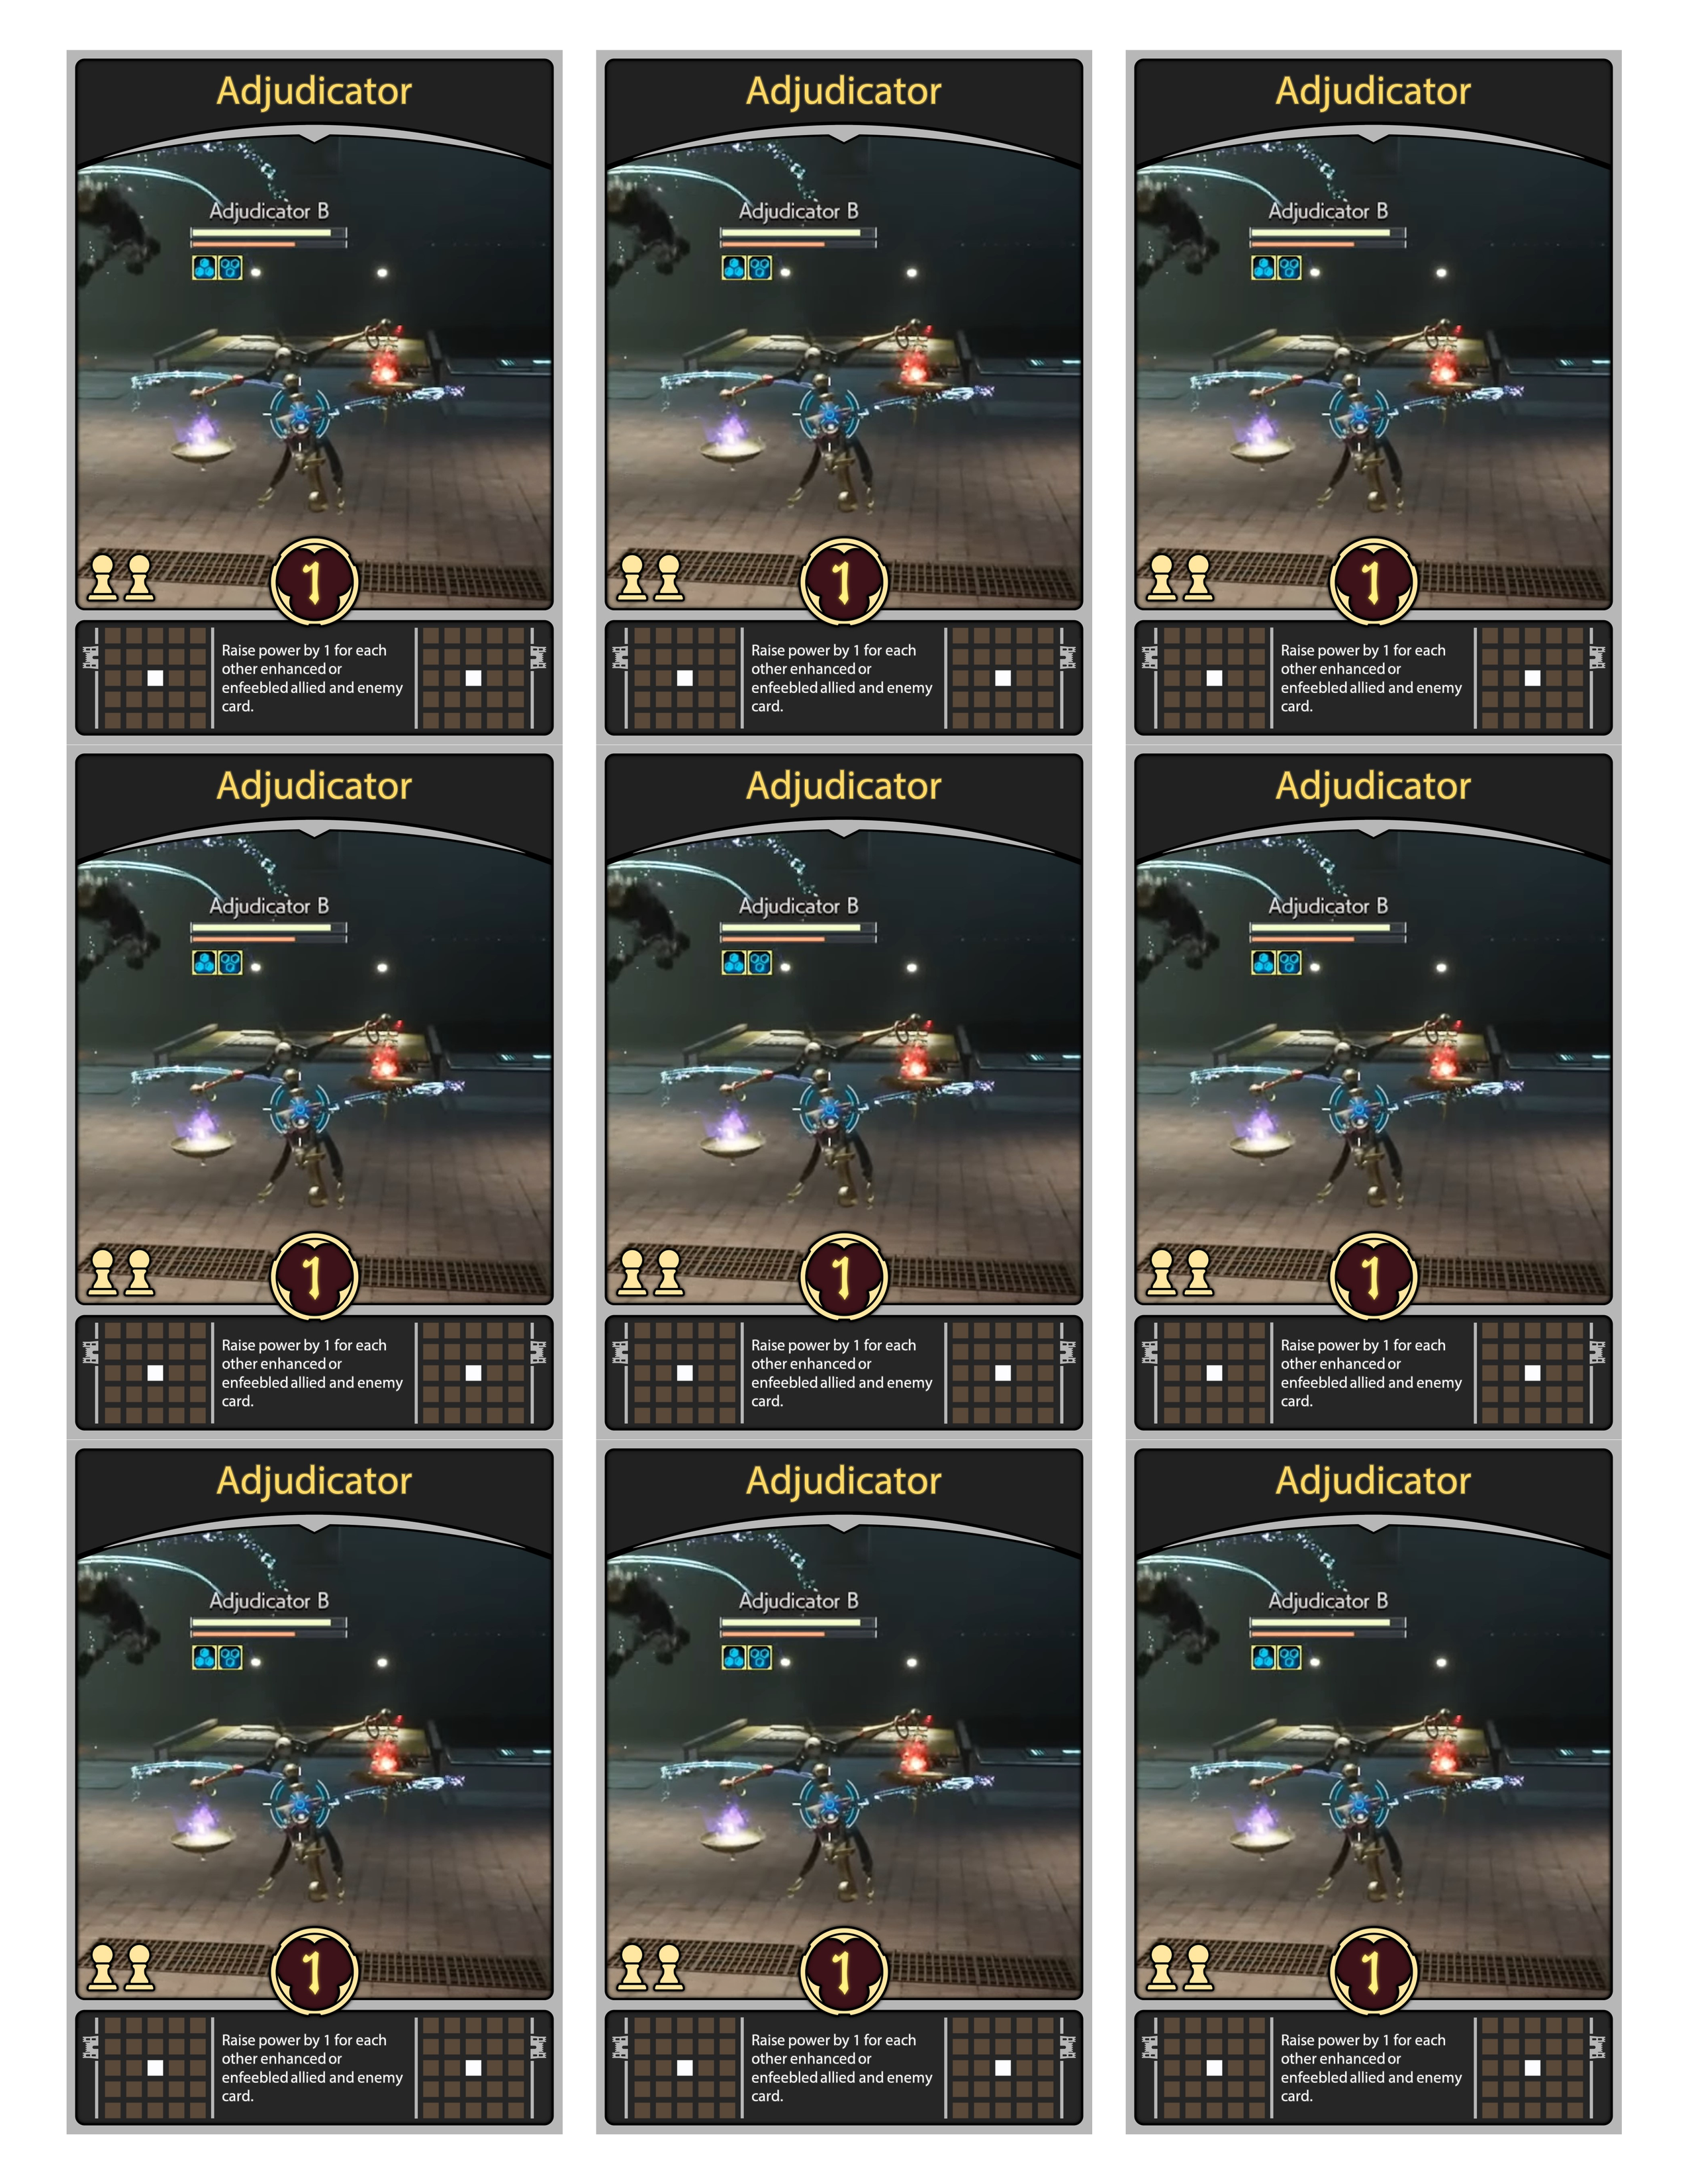 Adjudicator
Adjudicator B
1
Raise power by 1 for each
other enhanced or
enfeebled allied and enemy
card.
Adjudicator
Adjudicator B
1
Raise power by 1 for each
other enhanced or
enfeebled allied and enemy
card.
Adjudicator
Adjudicator B
1
Raise power by 1 for each
other enhanced or
enfeebled allied and enemy
card.
Adjudicator
Adjudicator B
1
Raise power by 1 for each
other enhanced or
enfeebled allied and enemy
card.
Adjudicator
Adjudicator B
1
Raise power by 1 for each
other enhanced or
enfeebled allied and enemy
card.
Adjudicator
Adjudicator B
1
Raise power by 1 for each
other enhanced or
enfeebled allied and enemy
card.
Adjudicator
Adjudicator B
1
Raise power by 1 for each
other enhanced or
enfeebled allied and enemy
card.
Adjudicator
Adjudicator B
1
Raise power by 1 for each
other enhanced or
enfeebled allied and enemy
card.
Adjudicator
Adjudicator B
1
Raise power by 1 for each
other enhanced or
enfeebled allied and enemy
card.